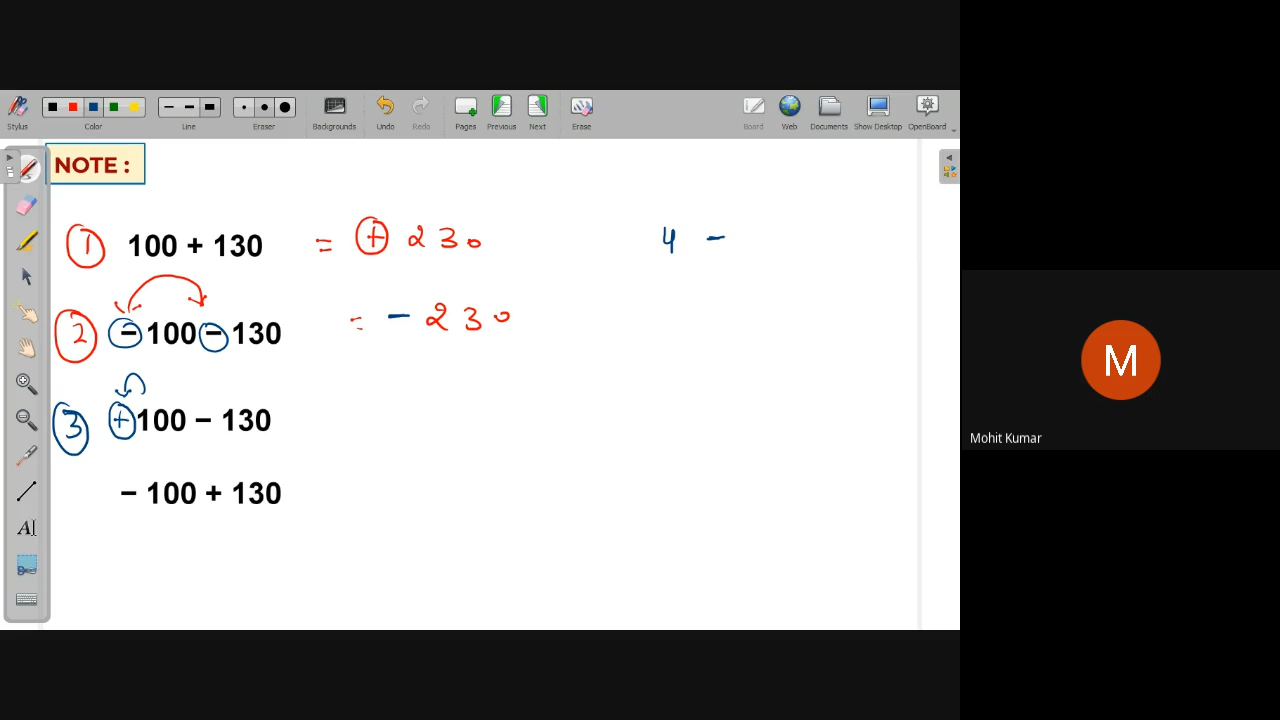 Stylus Color Line Eraser Backgrounds Undo Redo Pages Previous Next Erase Board Web Documents Show Desktop OpenBoard
NOTE :
① 100 + 130 = + 230
4 -
② − 100 − 130 = - 230
③ + 100 − 130
− 100 + 130
AI
M
Mohit Kumar